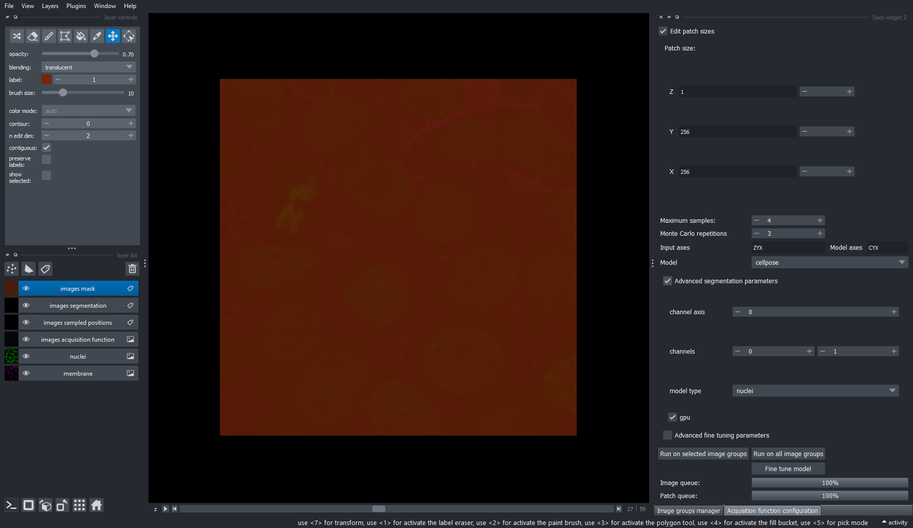 File View Layers Plugins Window Help
layer controls
opacity: 0.70
blending: translucent
label: 1
brush size: 10
color mode: auto
contour: 0
n edit dim: 2
contiguous:
preserve
labels:
show
selected:
layer list
images mask
images segmentation
images sampled positions
images acquisition function
nuclei
membrane
z 27 59
Dock widget 2
Edit patch sizes
Patch size:
Z 1
Y 256
X 256
Maximum samples: 4
Monte Carlo repetitions 3
Input axes ZYX Model axes CYX
Model cellpose
Advanced segmentation parameters
channel axis 0
channels 0 1
model type nuclei
gpu
Advanced fine tuning parameters
Run on selected image groups Run on all image groups
Fine tune model
Image queue: 100%
Patch queue: 100%
Image groups manager Acquisition function configuration
use <7> for transform, use <1> for activate the label eraser, use <2> for activate the paint brush, use <3> for activate the polygon tool, use <4> for activate the fill bucket, use <5> for pick mode activity